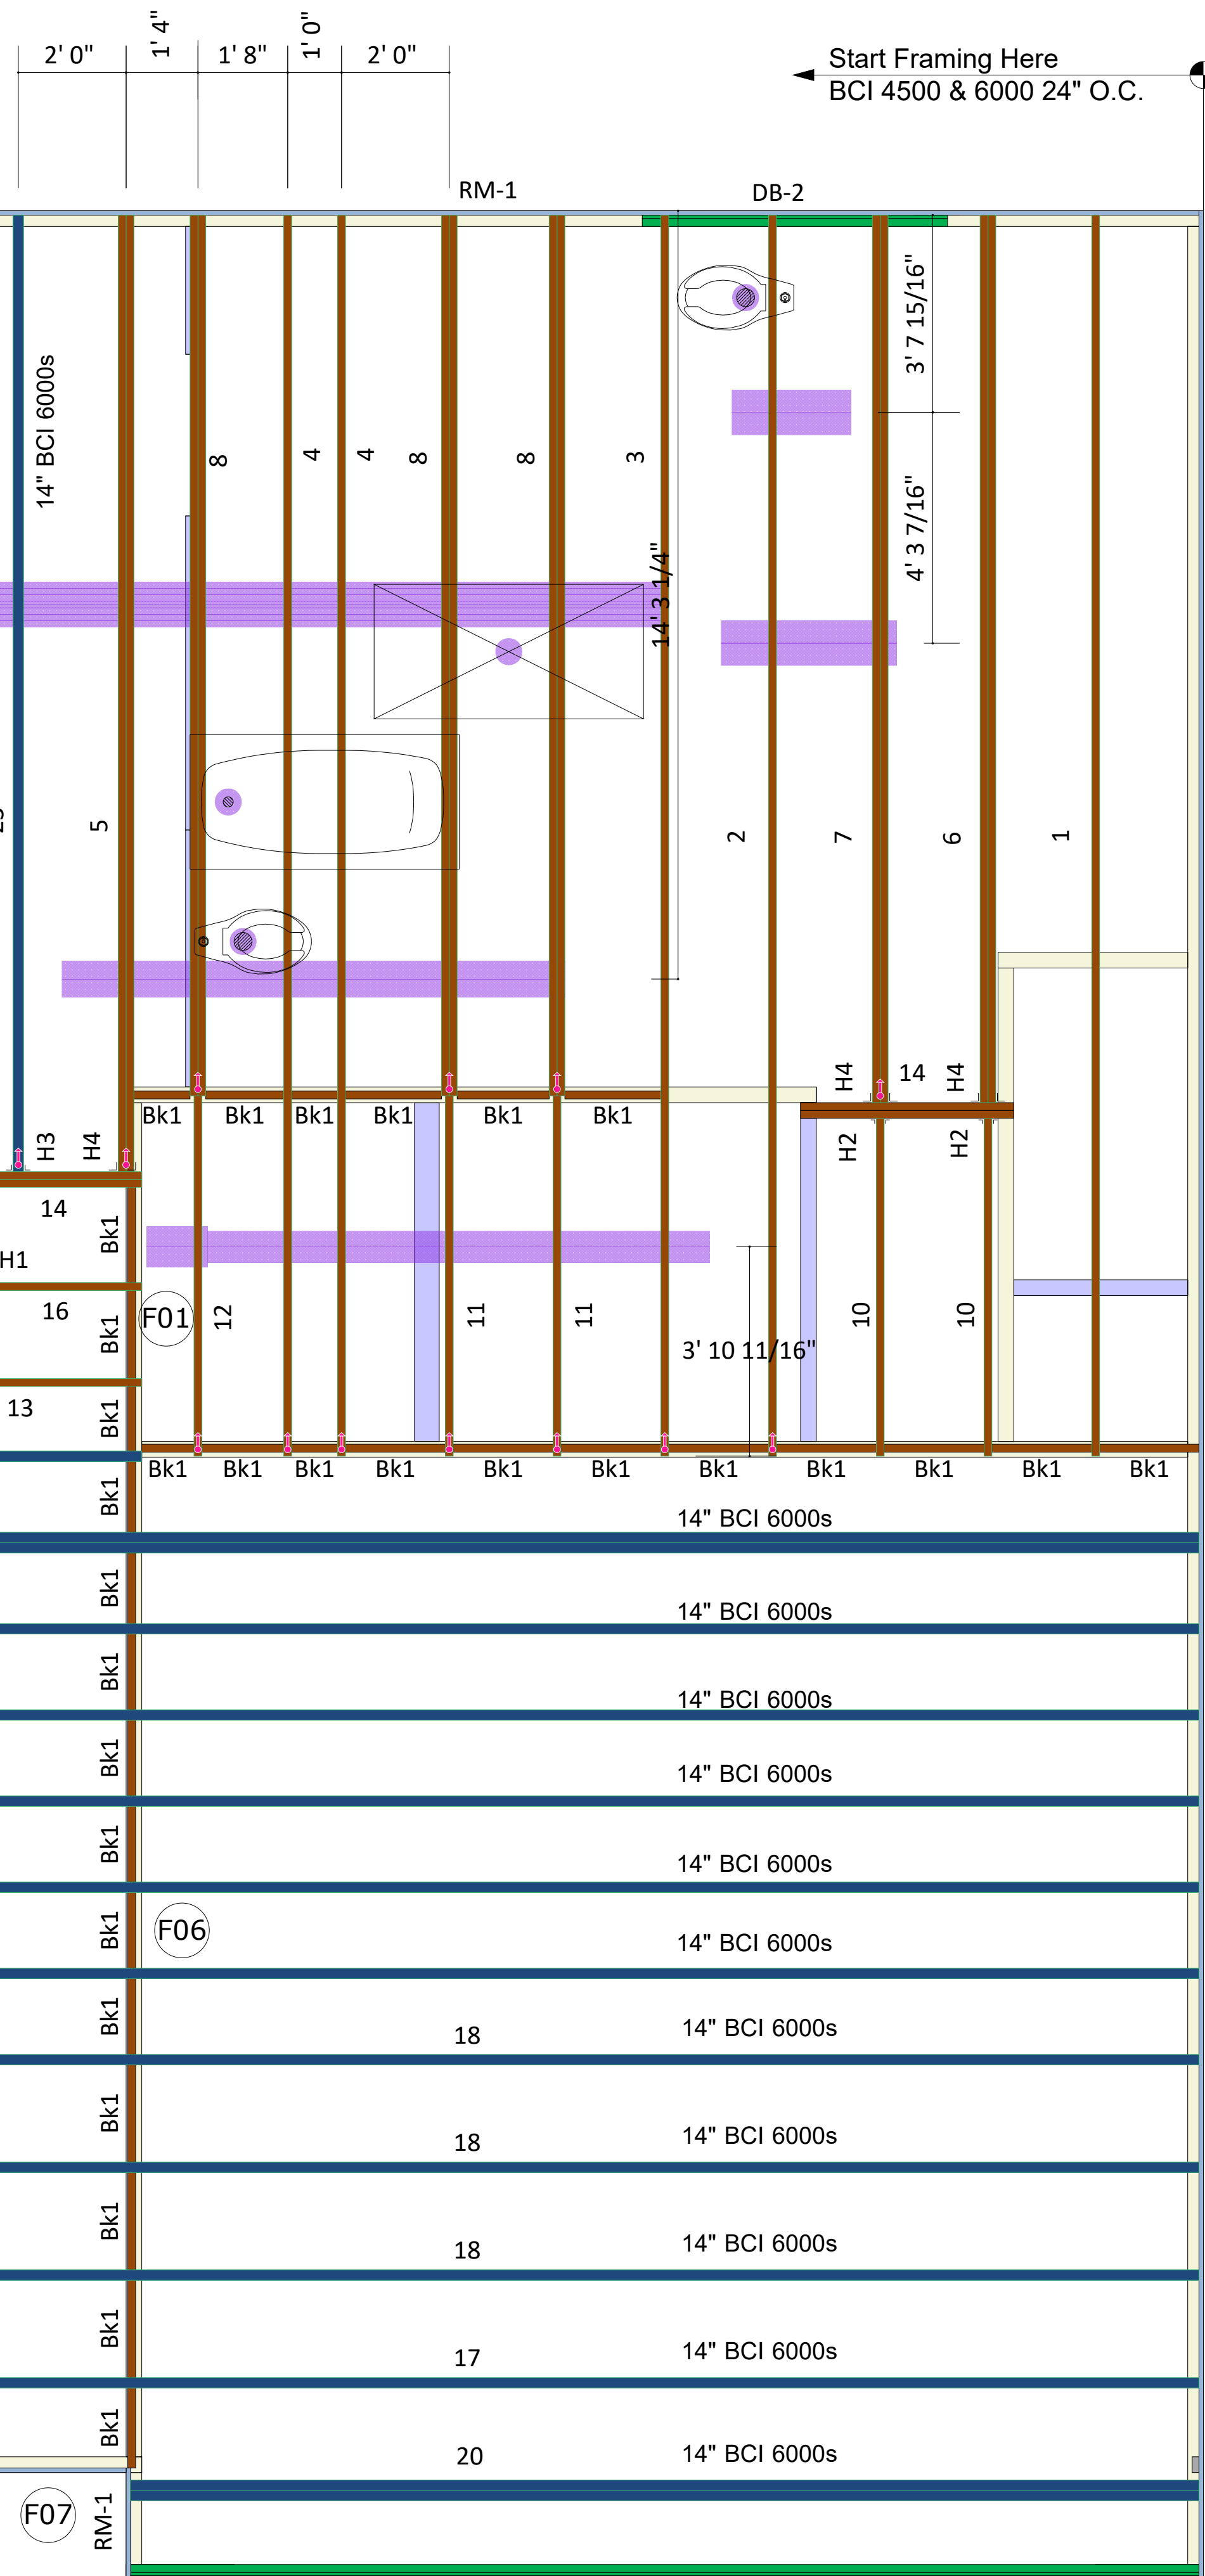 2' 0"
1' 4"
1' 8"
1' 0"
2' 0"
Start Framing Here
BCI 4500 & 6000 24" O.C.
RM-1
DB-2
3' 7 15/16"
14" BCI 6000s
8
4
4
8
8
3
4' 3 7/16"
14' 3 1/4"
5
2
7
6
1
H4
14
H4
Bk1
Bk1
Bk1
Bk1
Bk1
Bk1
H3
H4
H2
H2
14
Bk1
H1
16
Bk1
F01
12
11
11
10
10
3' 10 11/16"
13
Bk1
Bk1
Bk1
Bk1
Bk1
Bk1
Bk1
Bk1
Bk1
Bk1
Bk1
Bk1
Bk1
14" BCI 6000s
Bk1
14" BCI 6000s
Bk1
14" BCI 6000s
Bk1
14" BCI 6000s
Bk1
14" BCI 6000s
Bk1
F06
14" BCI 6000s
Bk1
18
14" BCI 6000s
Bk1
18
14" BCI 6000s
Bk1
18
14" BCI 6000s
Bk1
17
14" BCI 6000s
Bk1
20
14" BCI 6000s
F07
RM-1